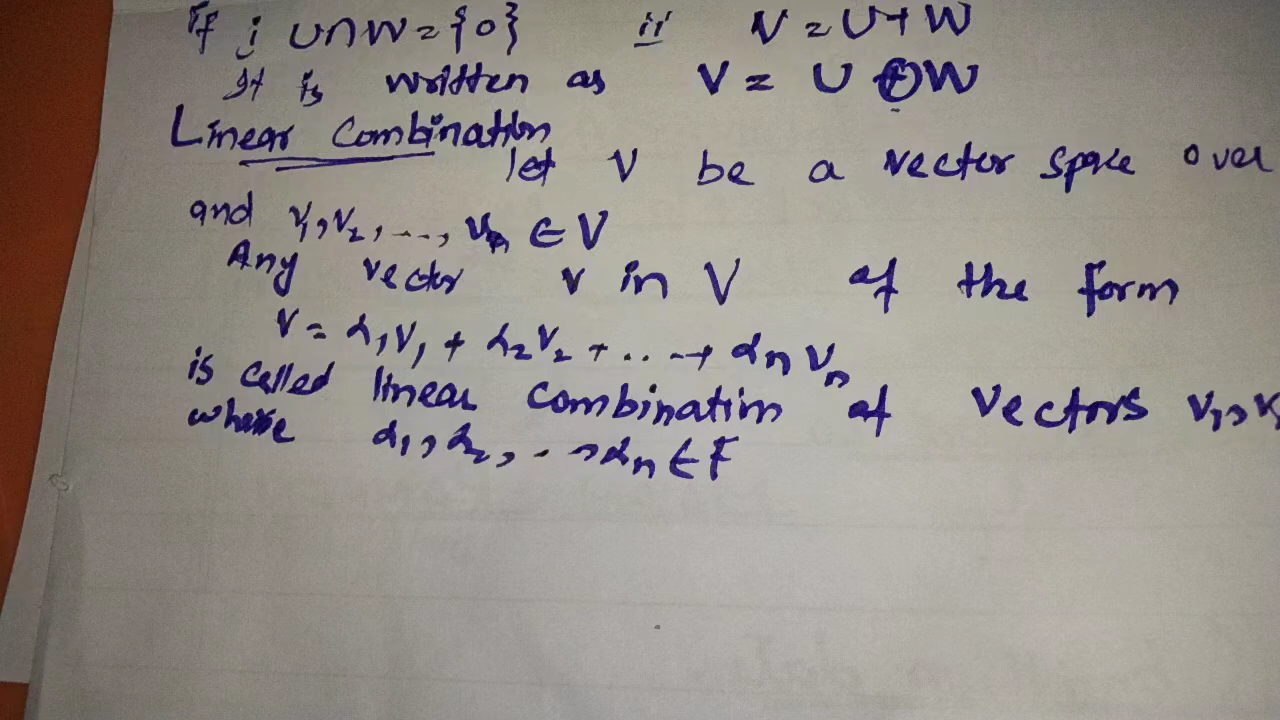 If i U∩W = {0} ii V = U+W
It is written as V = U ⊕ W
Linear Combination
let V be a vector space over
and v₁, v₂, ..., vₙ ∈ V
Any vector v in V of the form
V = α₁V₁ + α₂V₂ + ... + αₙVₙ
is called linear combination of vectors v₁, v
where α₁, α₂, .., αₙ ∈ F